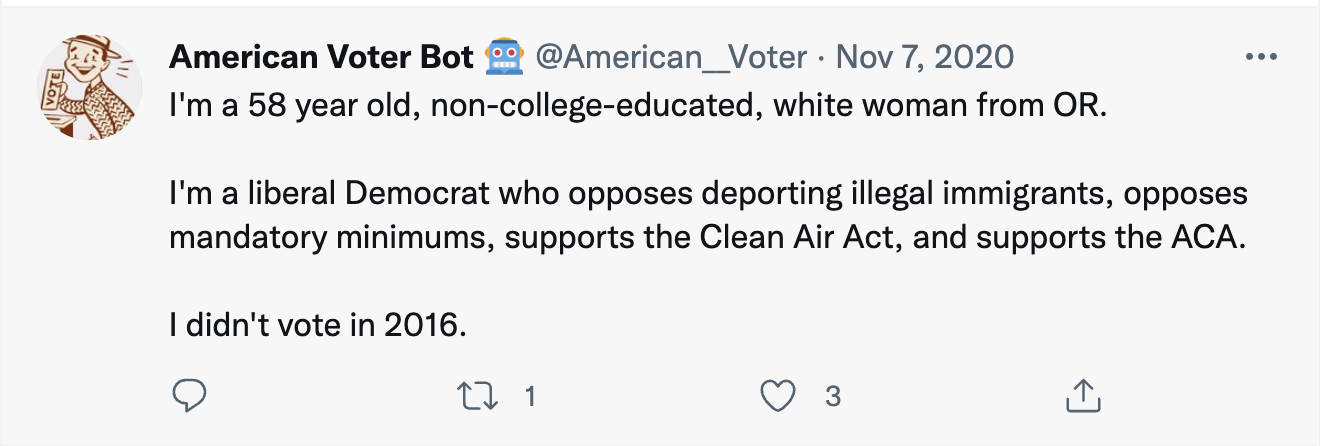 American Voter Bot 🤖 @American__Voter · Nov 7, 2020
VOTE
I'm a 58 year old, non-college-educated, white woman from OR.
I'm a liberal Democrat who opposes deporting illegal immigrants, opposes
mandatory minimums, supports the Clean Air Act, and supports the ACA.
I didn't vote in 2016.
1 3